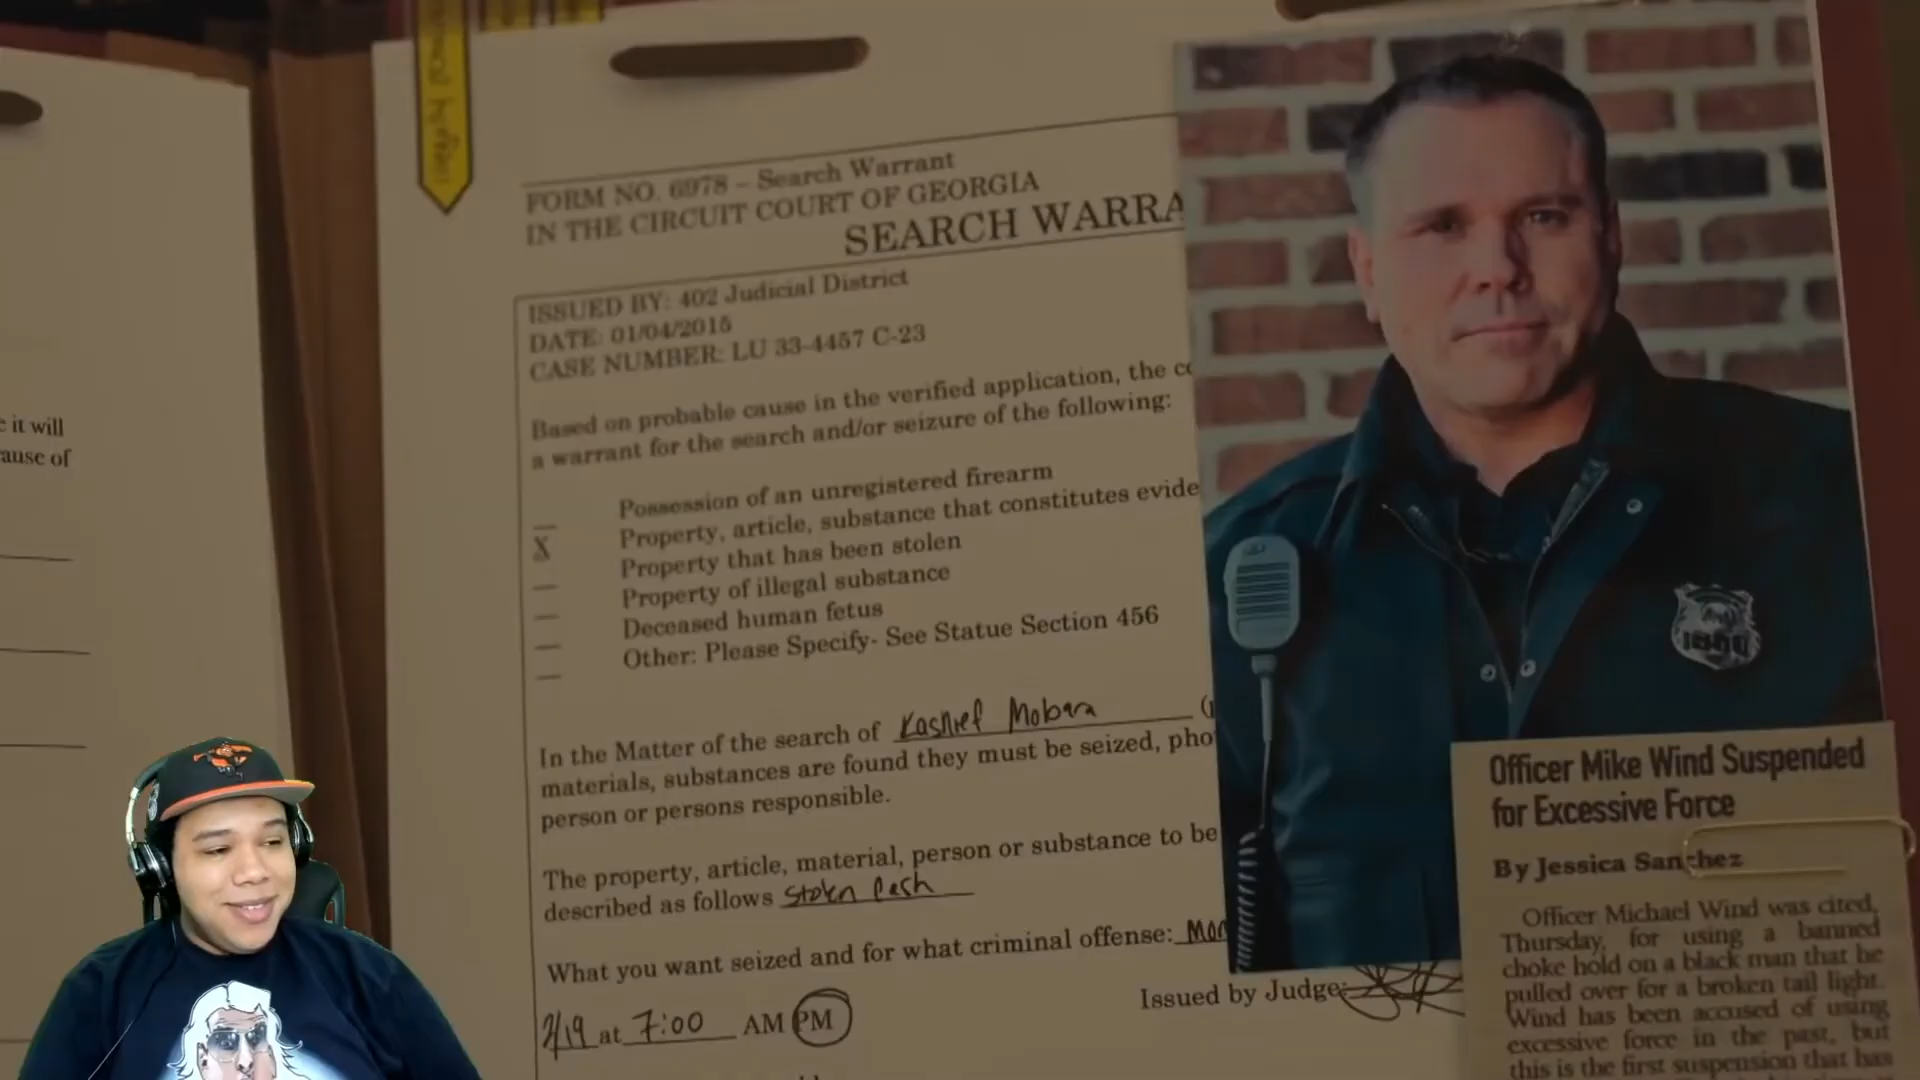 e it will
ause of
FORM NO. 6978 – Search Warrant
IN THE CIRCUIT COURT OF GEORGIA
SEARCH WARRA
ISSUED BY: 402 Judicial District
DATE: 01/04/2015
CASE NUMBER: LU 33-4457 C-23
Based on probable cause in the verified application, the co
a warrant for the search and/or seizure of the following:
Possession of an unregistered firearm
X Property, article, substance that constitutes evide
Property that has been stolen
Property of illegal substance
Deceased human fetus
Other: Please Specify- See Statue Section 456
In the Matter of the search of Kashief Mobara (
materials, substances are found they must be seized, pho
person or persons responsible.
The property, article, material, person or substance to be
described as follows Stolen Cash
What you want seized and for what criminal offense: Mon
at 7:00 AM PM
Issued by Judge:
Officer Mike Wind Suspended
for Excessive Force
By Jessica Sanchez
Officer Michael Wind was cited,
Thursday, for using a banned
choke hold on a black man that he
pulled over for a broken tail light.
Wind has been accused of using
excessive force in the past, but
this is the first suspension that has